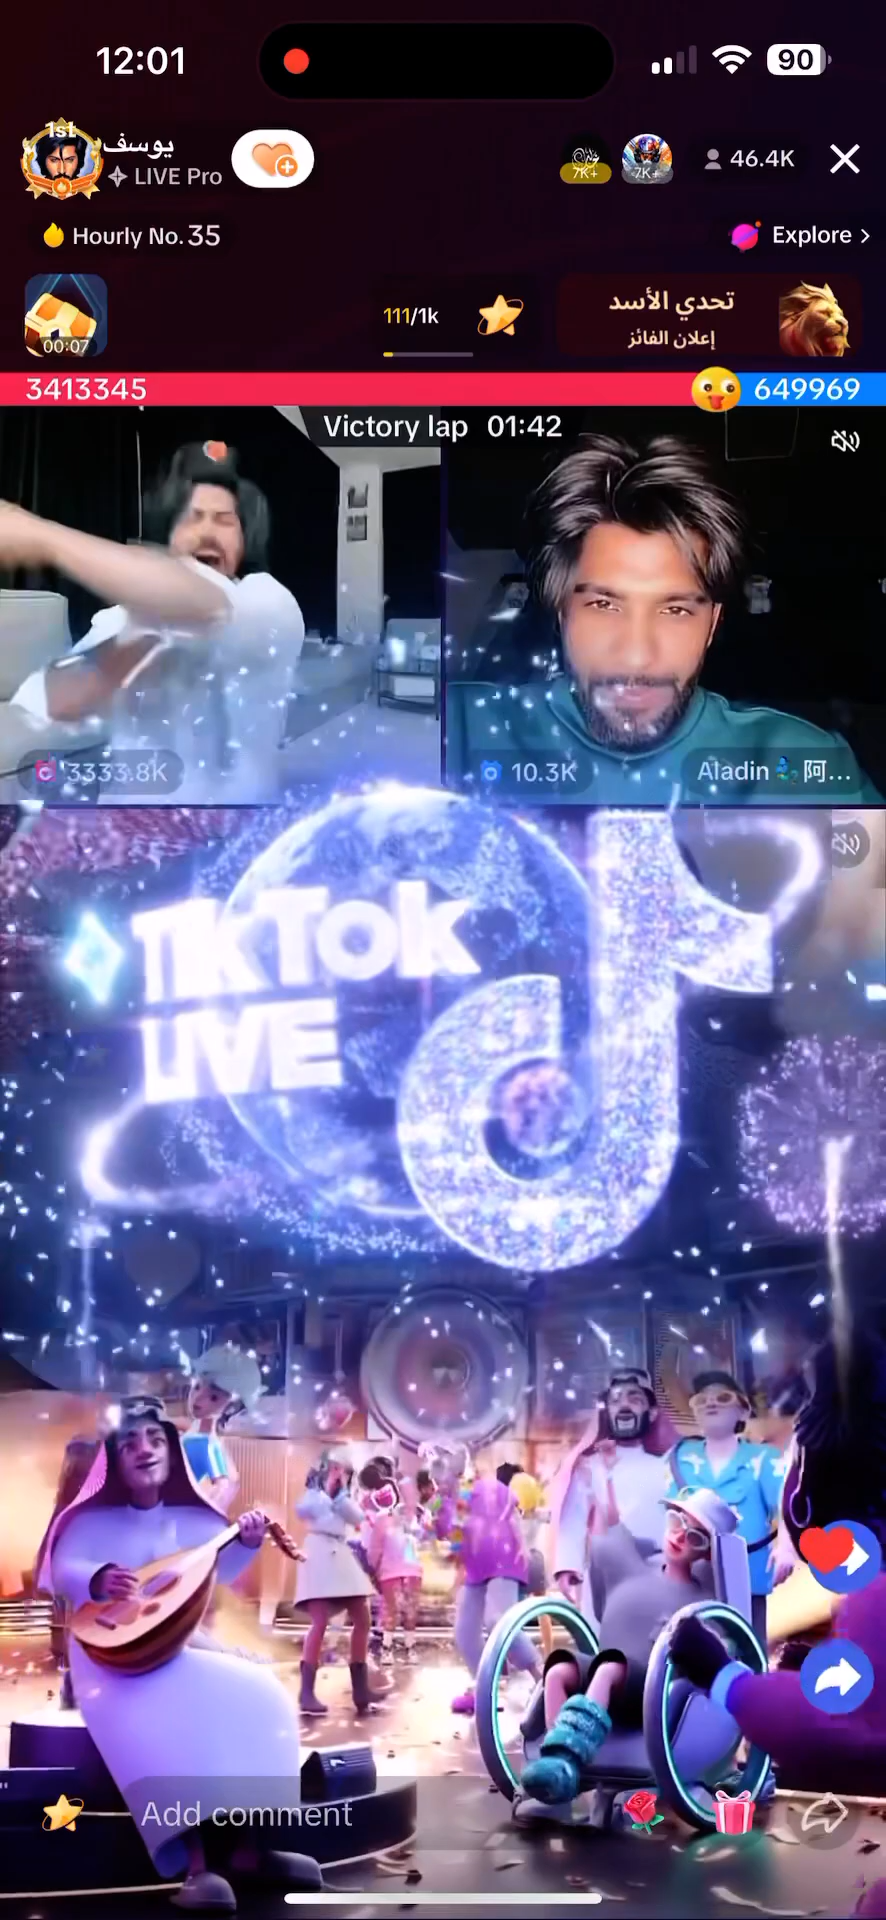 12:01
90
1st
يوسف
LIVE Pro
7K+
7K+
46.4K
Hourly No. 35
Explore >
00:07
111/1k
تحدي الأسد
إعلان الفائز
3413345
649969
Victory lap 01:42
3333.8K
10.3K
Aladin 阿...
TikTok
LIVE
Add comment